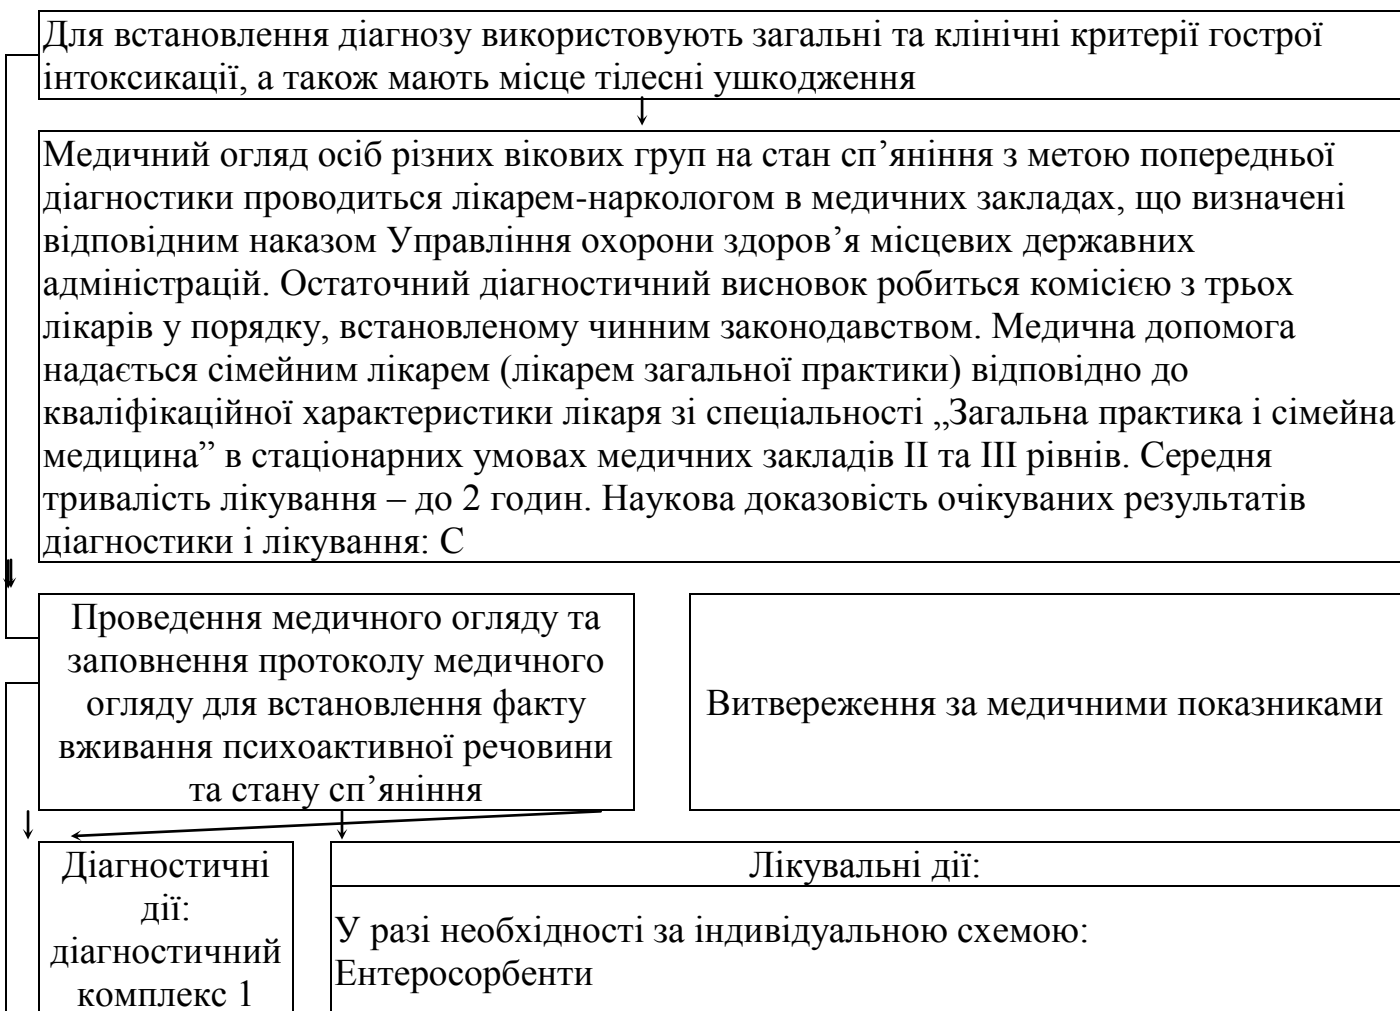 Для встановлення діагнозу використовують загальні та клінічні критерії гострої
інтоксикації, а також мають місце тілесні ушкодження
Медичний огляд осіб різних вікових груп на стан сп’яніння з метою попередньої
діагностики проводиться лікарем-наркологом в медичних закладах, що визначені
відповідним наказом Управління охорони здоров’я місцевих державних
адміністрацій. Остаточний діагностичний висновок робиться комісією з трьох
лікарів у порядку, встановленому чинним законодавством. Медична допомога
надається сімейним лікарем (лікарем загальної практики) відповідно до
кваліфікаційної характеристики лікаря зі спеціальності „Загальна практика і сімейна
медицина” в стаціонарних умовах медичних закладів ІІ та ІІІ рівнів. Середня
тривалість лікування – до 2 годин. Наукова доказовість очікуваних результатів
діагностики і лікування: С
Проведення медичного огляду та
заповнення протоколу медичного
огляду для встановлення факту
вживання психоактивної речовини
та стану сп’яніння
Витвереження за медичними показниками
Діагностичні
дії:
діагностичний
комплекс 1
Лікувальні дії:
У разі необхідності за індивідуальною схемою:
Ентеросорбенти